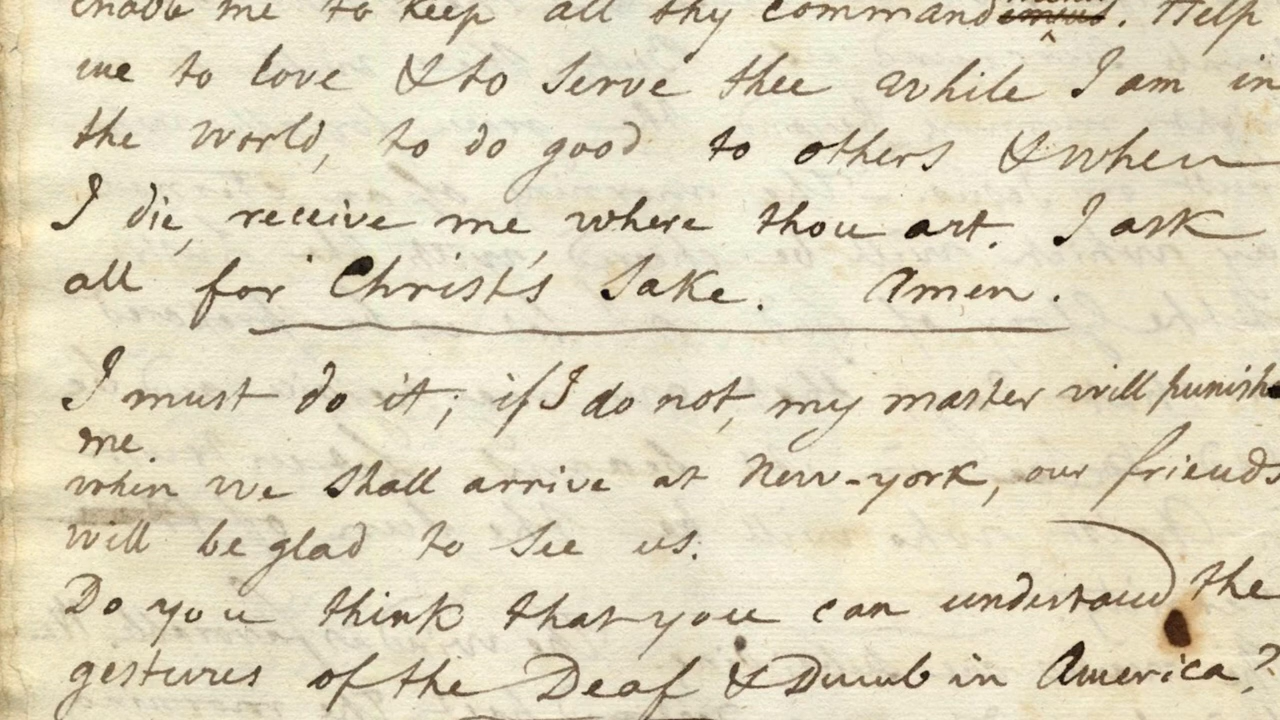 enable me to keep all thy commandments. Help
me to love & to serve thee while I am in
the world, to do good to others & when
I die, receive me, where thou art. I ask
all for Christ's Sake. Amen.
I must do it; if I do not, my master will punish
me.
when we shall arrive at New-york, our friends
will be glad to see us.
Do you think that you can understand the
gestures of the Deaf & Dumb in America?